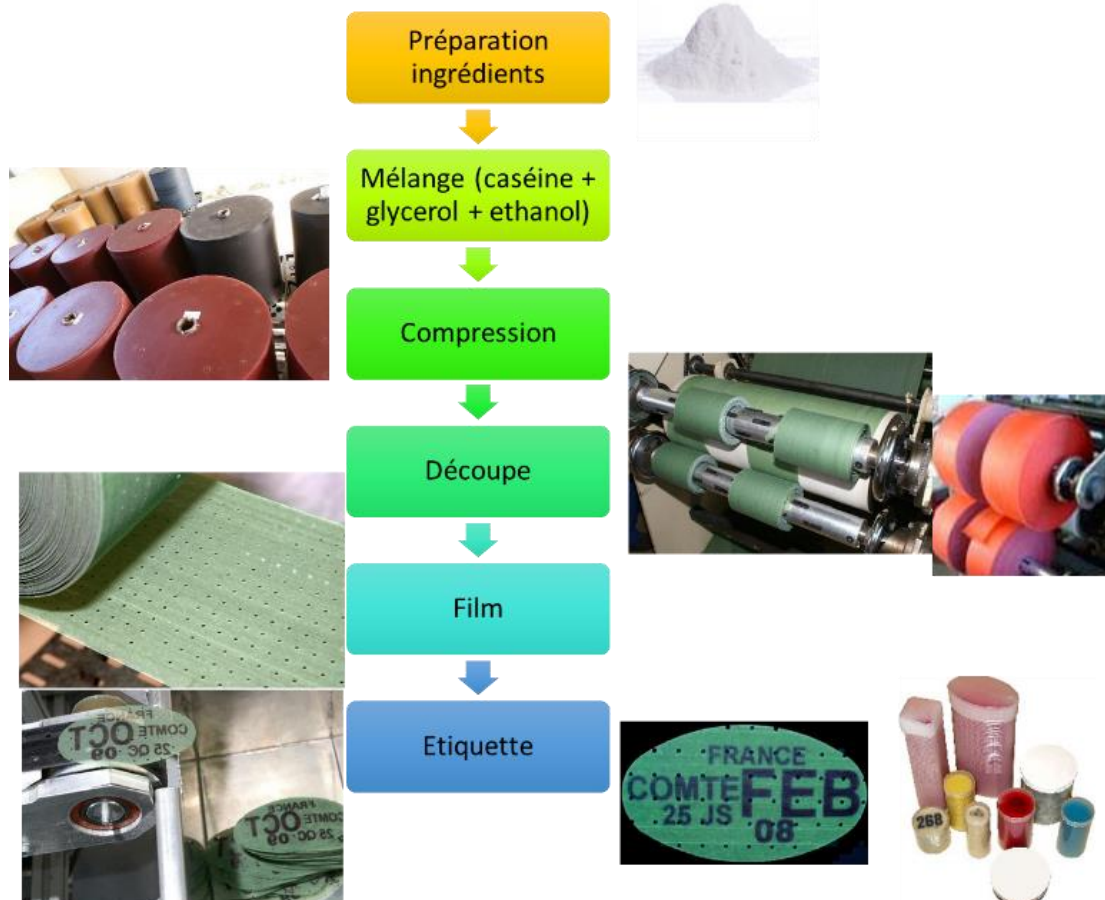 Préparation
ingrédients
Mélange (caséine +
glycerol + ethanol)
Compression
Découpe
Film
Etiquette
FRANCE
COMTE OCT
25 QC 09
FRANCE
COMTE OCT
25 QC 09
FRANCE
COMTE FEB
25 JS 08
268